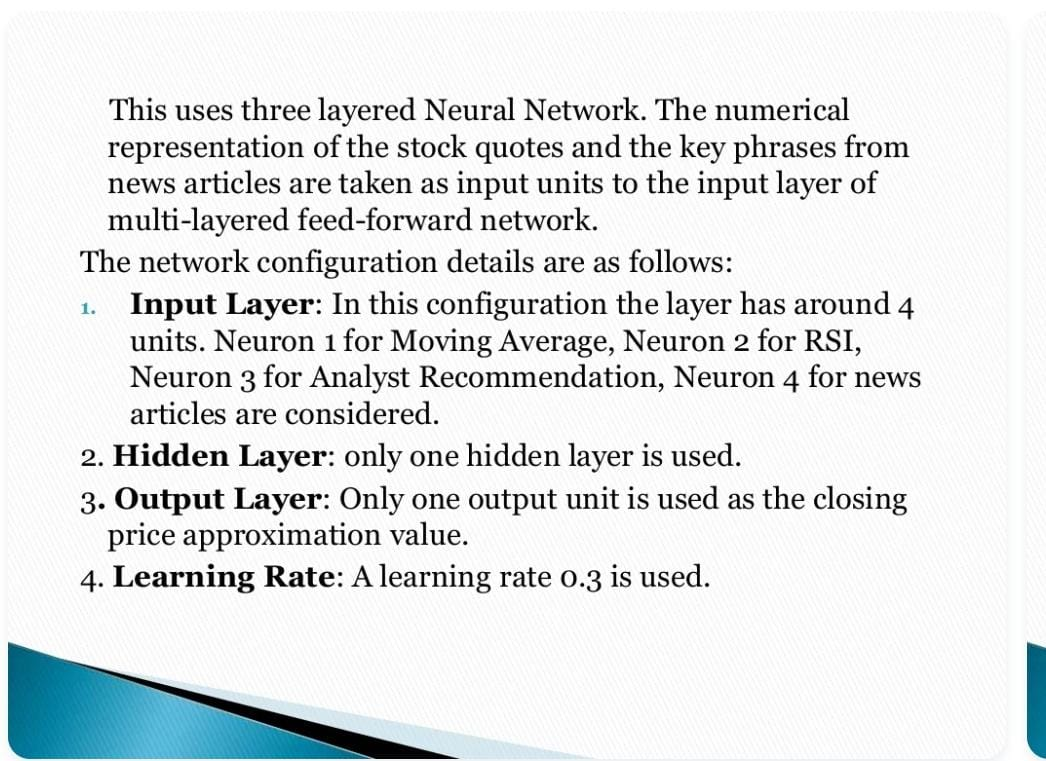 This uses three layered Neural Network. The numerical
representation of the stock quotes and the key phrases from
news articles are taken as input units to the input layer of
multi-layered feed-forward network.
The network configuration details are as follows:
1. Input Layer: In this configuration the layer has around 4
units. Neuron 1 for Moving Average, Neuron 2 for RSI,
Neuron 3 for Analyst Recommendation, Neuron 4 for news
articles are considered.
2. Hidden Layer: only one hidden layer is used.
3. Output Layer: Only one output unit is used as the closing
price approximation value.
4. Learning Rate: A learning rate 0.3 is used.